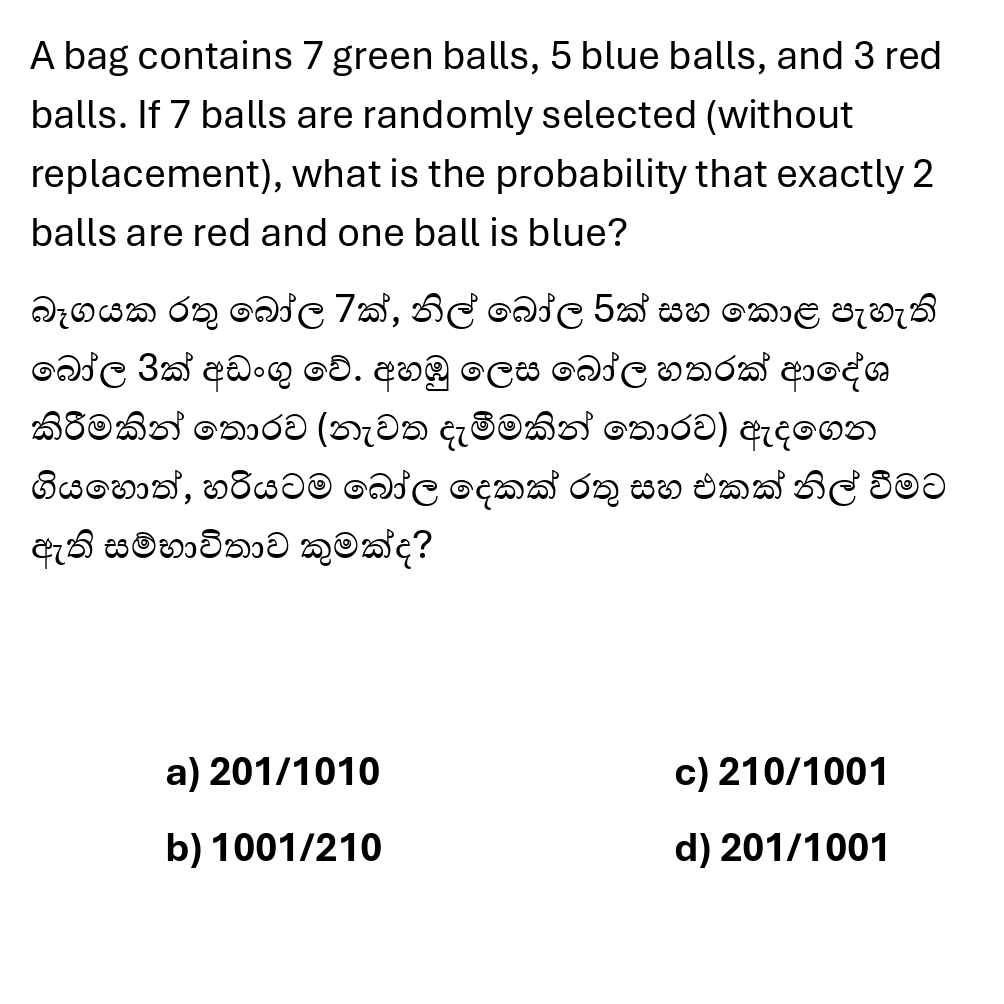 A bag contains 7 green balls, 5 blue balls, and 3 red
balls. If 7 balls are randomly selected (without
replacement), what is the probability that exactly 2
balls are red and one ball is blue?
බෑගයක රතු බෝල 7ක්, නිල් බෝල 5ක් සහ කොළ පැහැති
බෝල 3ක් අඩංගු වේ. අහඹු ලෙස බෝල හතරක් ආදේශ
කිරීමකින් තොරව (නැවත දැමීමකින් තොරව) ඇදගෙන
ගියහොත්, හරියටම බෝල දෙකක් රතු සහ එකක් නිල් වීමට
ඇති සම්භාවිතාව කුමක්ද?
a) 201/1010
c) 210/1001
b) 1001/210
d) 201/1001